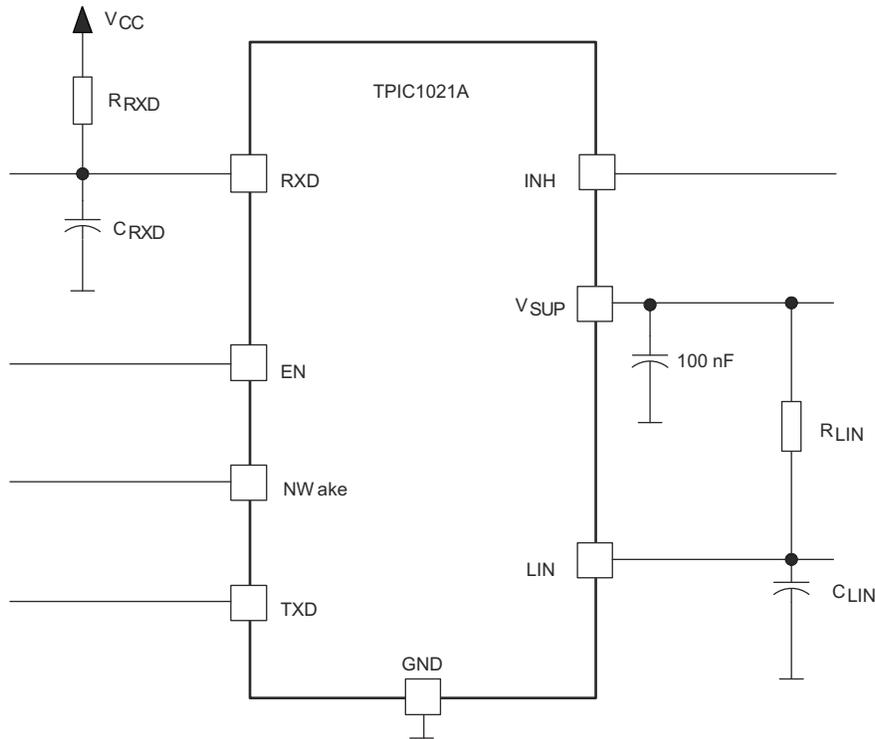 VCC
RRXD
TPIC1021A
RXD
INH
CRXD
VSUP
100 nF
EN
RLIN
NWake
LIN
CLIN
TXD
GND